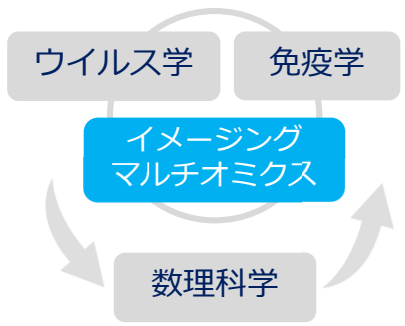 ウイルス学
免疫学
イメージング
マルチオミクス
数理科学